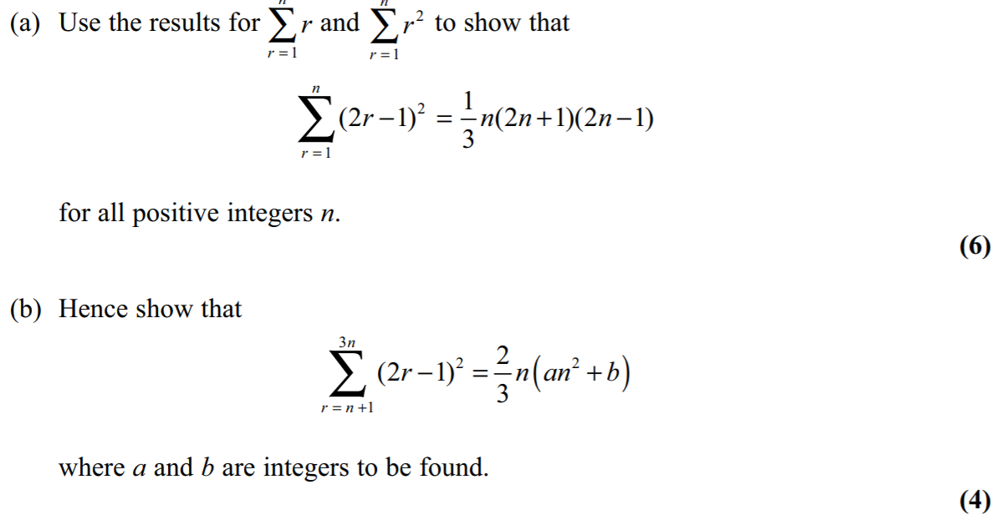 (a) Use the results for $\sum_{r=1}^{n} r$ and $\sum_{r=1}^{n} r^2$ to show that
$\sum_{r=1}^{n} (2r-1)^2 = \frac{1}{3}n(2n+1)(2n-1)$
for all positive integers n.
(6)
(b) Hence show that
$\sum_{r=n+1}^{3n} (2r-1)^2 = \frac{2}{3}n(an^2+b)$
where a and b are integers to be found.
(4)